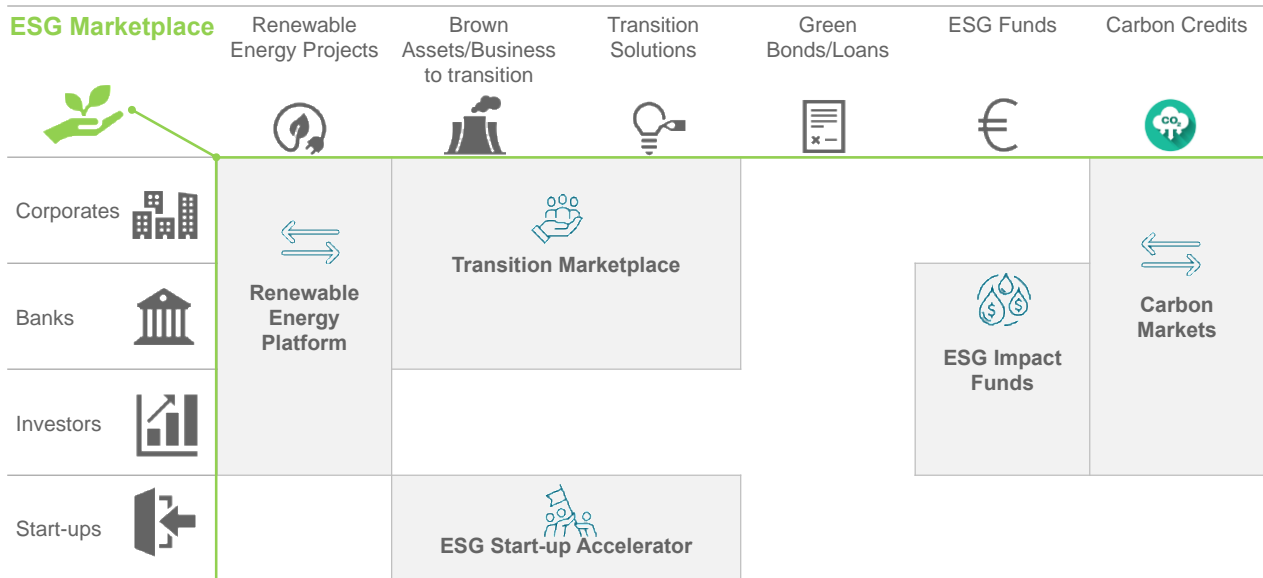 ESG Marketplace
Renewable
Energy Projects
Brown
Assets/Business
to transition
Transition
Solutions
Green
Bonds/Loans
ESG Funds
Carbon Credits
CO₂
Corporates
Transition Marketplace
Renewable
Energy
Platform
Banks
Carbon
Markets
ESG Impact
Funds
Investors
Start-ups
ESG Start-up Accelerator